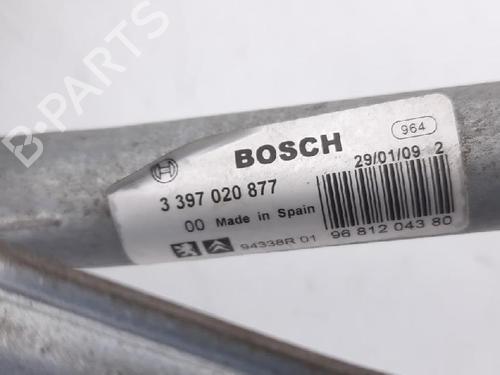 964
BOSCH
29/01/09 2
3 397 020 877
00 Made in Spain
94338R 01
96 812 043 80
B-PARTS
B-PARTS